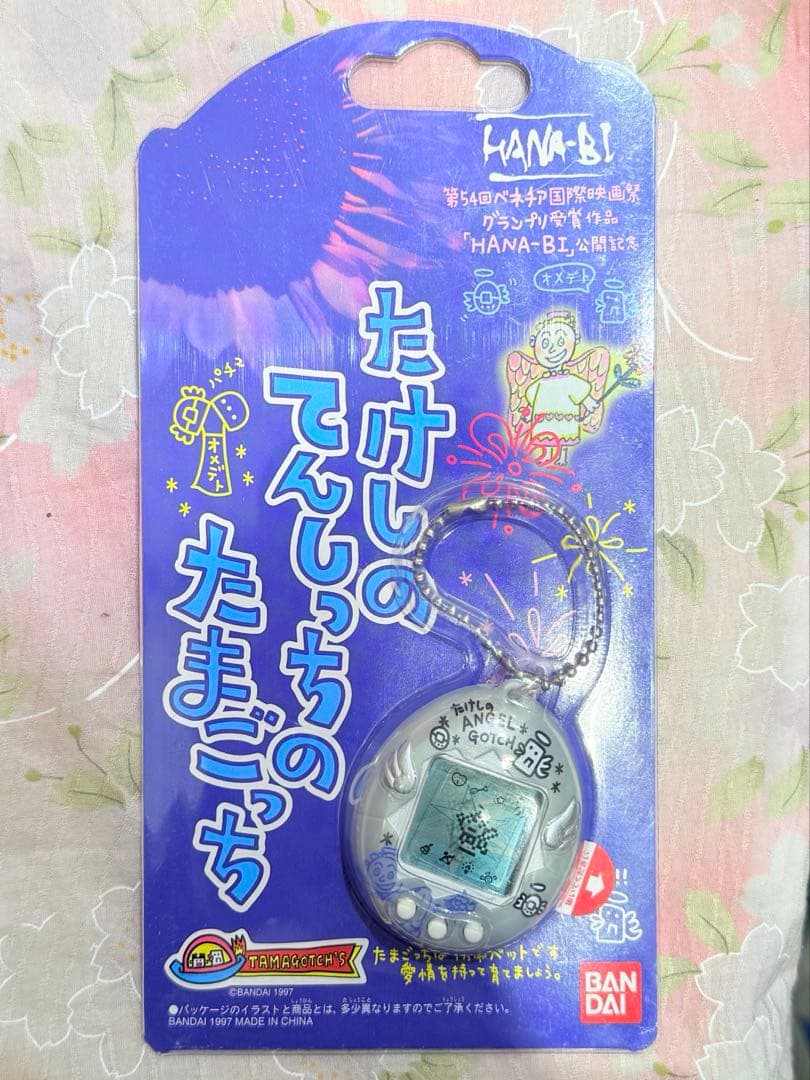 HANA-BI
第54回ベネチア国際映画祭
グランプリ受賞作品
「HANA-BI」公開記念
オメデト
パチ
オメデト
たけしの
てんしっちの
たまごっち
たけしの
ANGEL
GOTCH
TAMAGOTCH'S
たまごっちは
ペットです
愛情を持って育てましょう。
©BANDAI 1997
●パッケージのイラストと商品とは、多少異なりますのでご了承ください。
BANDAI 1997 MADE IN CHINA
BAN
DAI